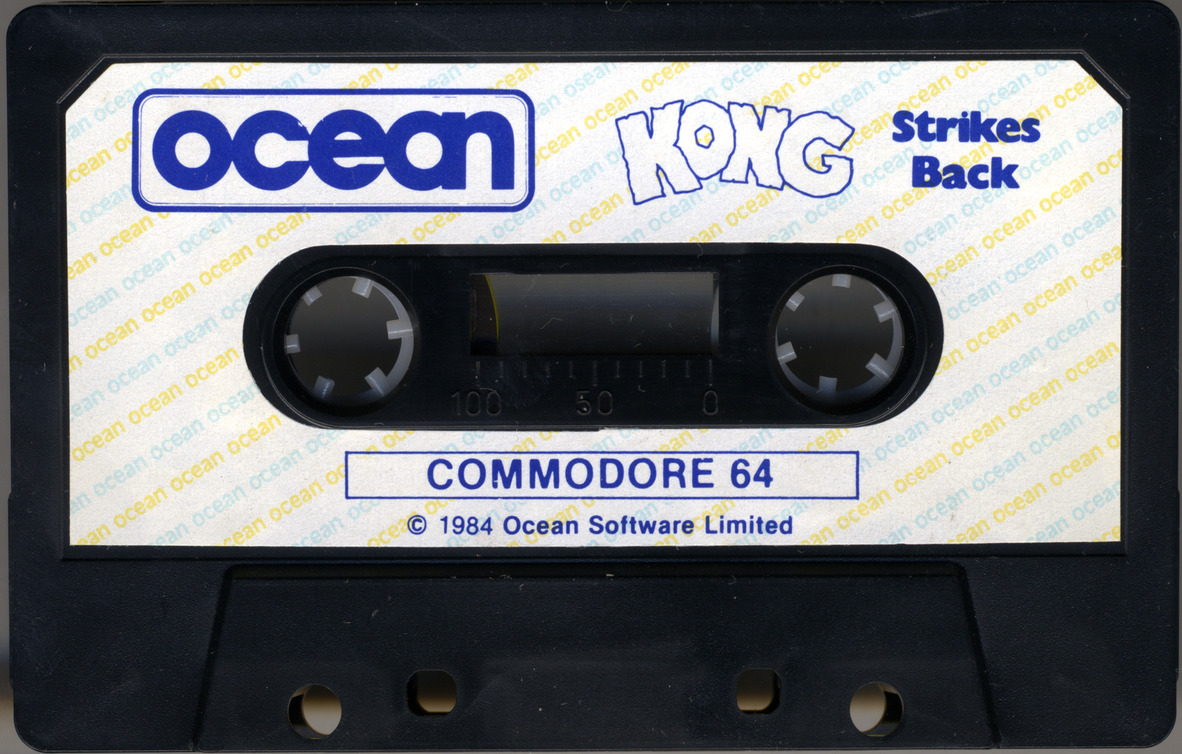 ocean
KONG Strikes
Back
100 50 0
COMMODORE 64
© 1984 Ocean Software Limited